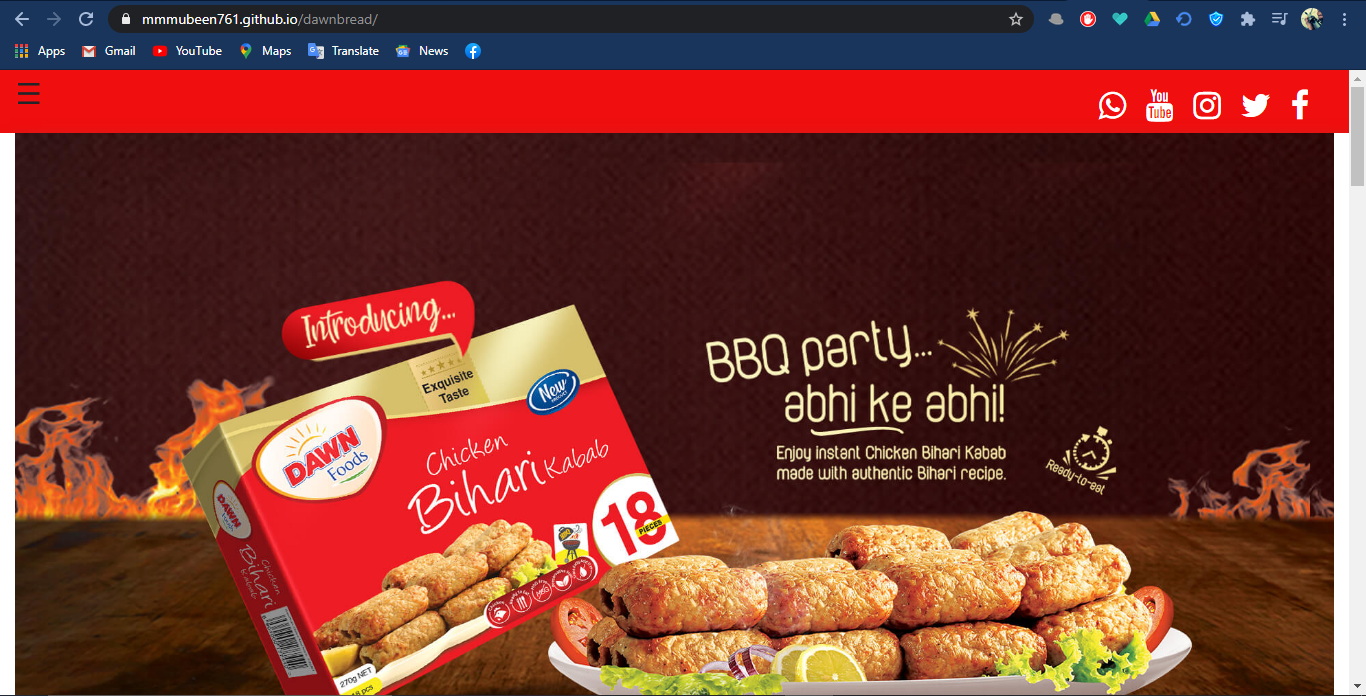 mmmubeen761.github.io/dawnbread/
Apps
Gmail
YouTube
Maps
Translate
News
You
Tube
Introducing...
Exquisite
Taste
New
DAWN
Foods
Chicken
Bihari Kabab
18
PIECES
DAWN
Chicken
Bihari
Kabab
270g NET
18 pcs
BBQ party...
abhi ke abhi!
Enjoy instant Chicken Bihari Kabab
made with authentic Bihari recipe.
Ready-to-eat